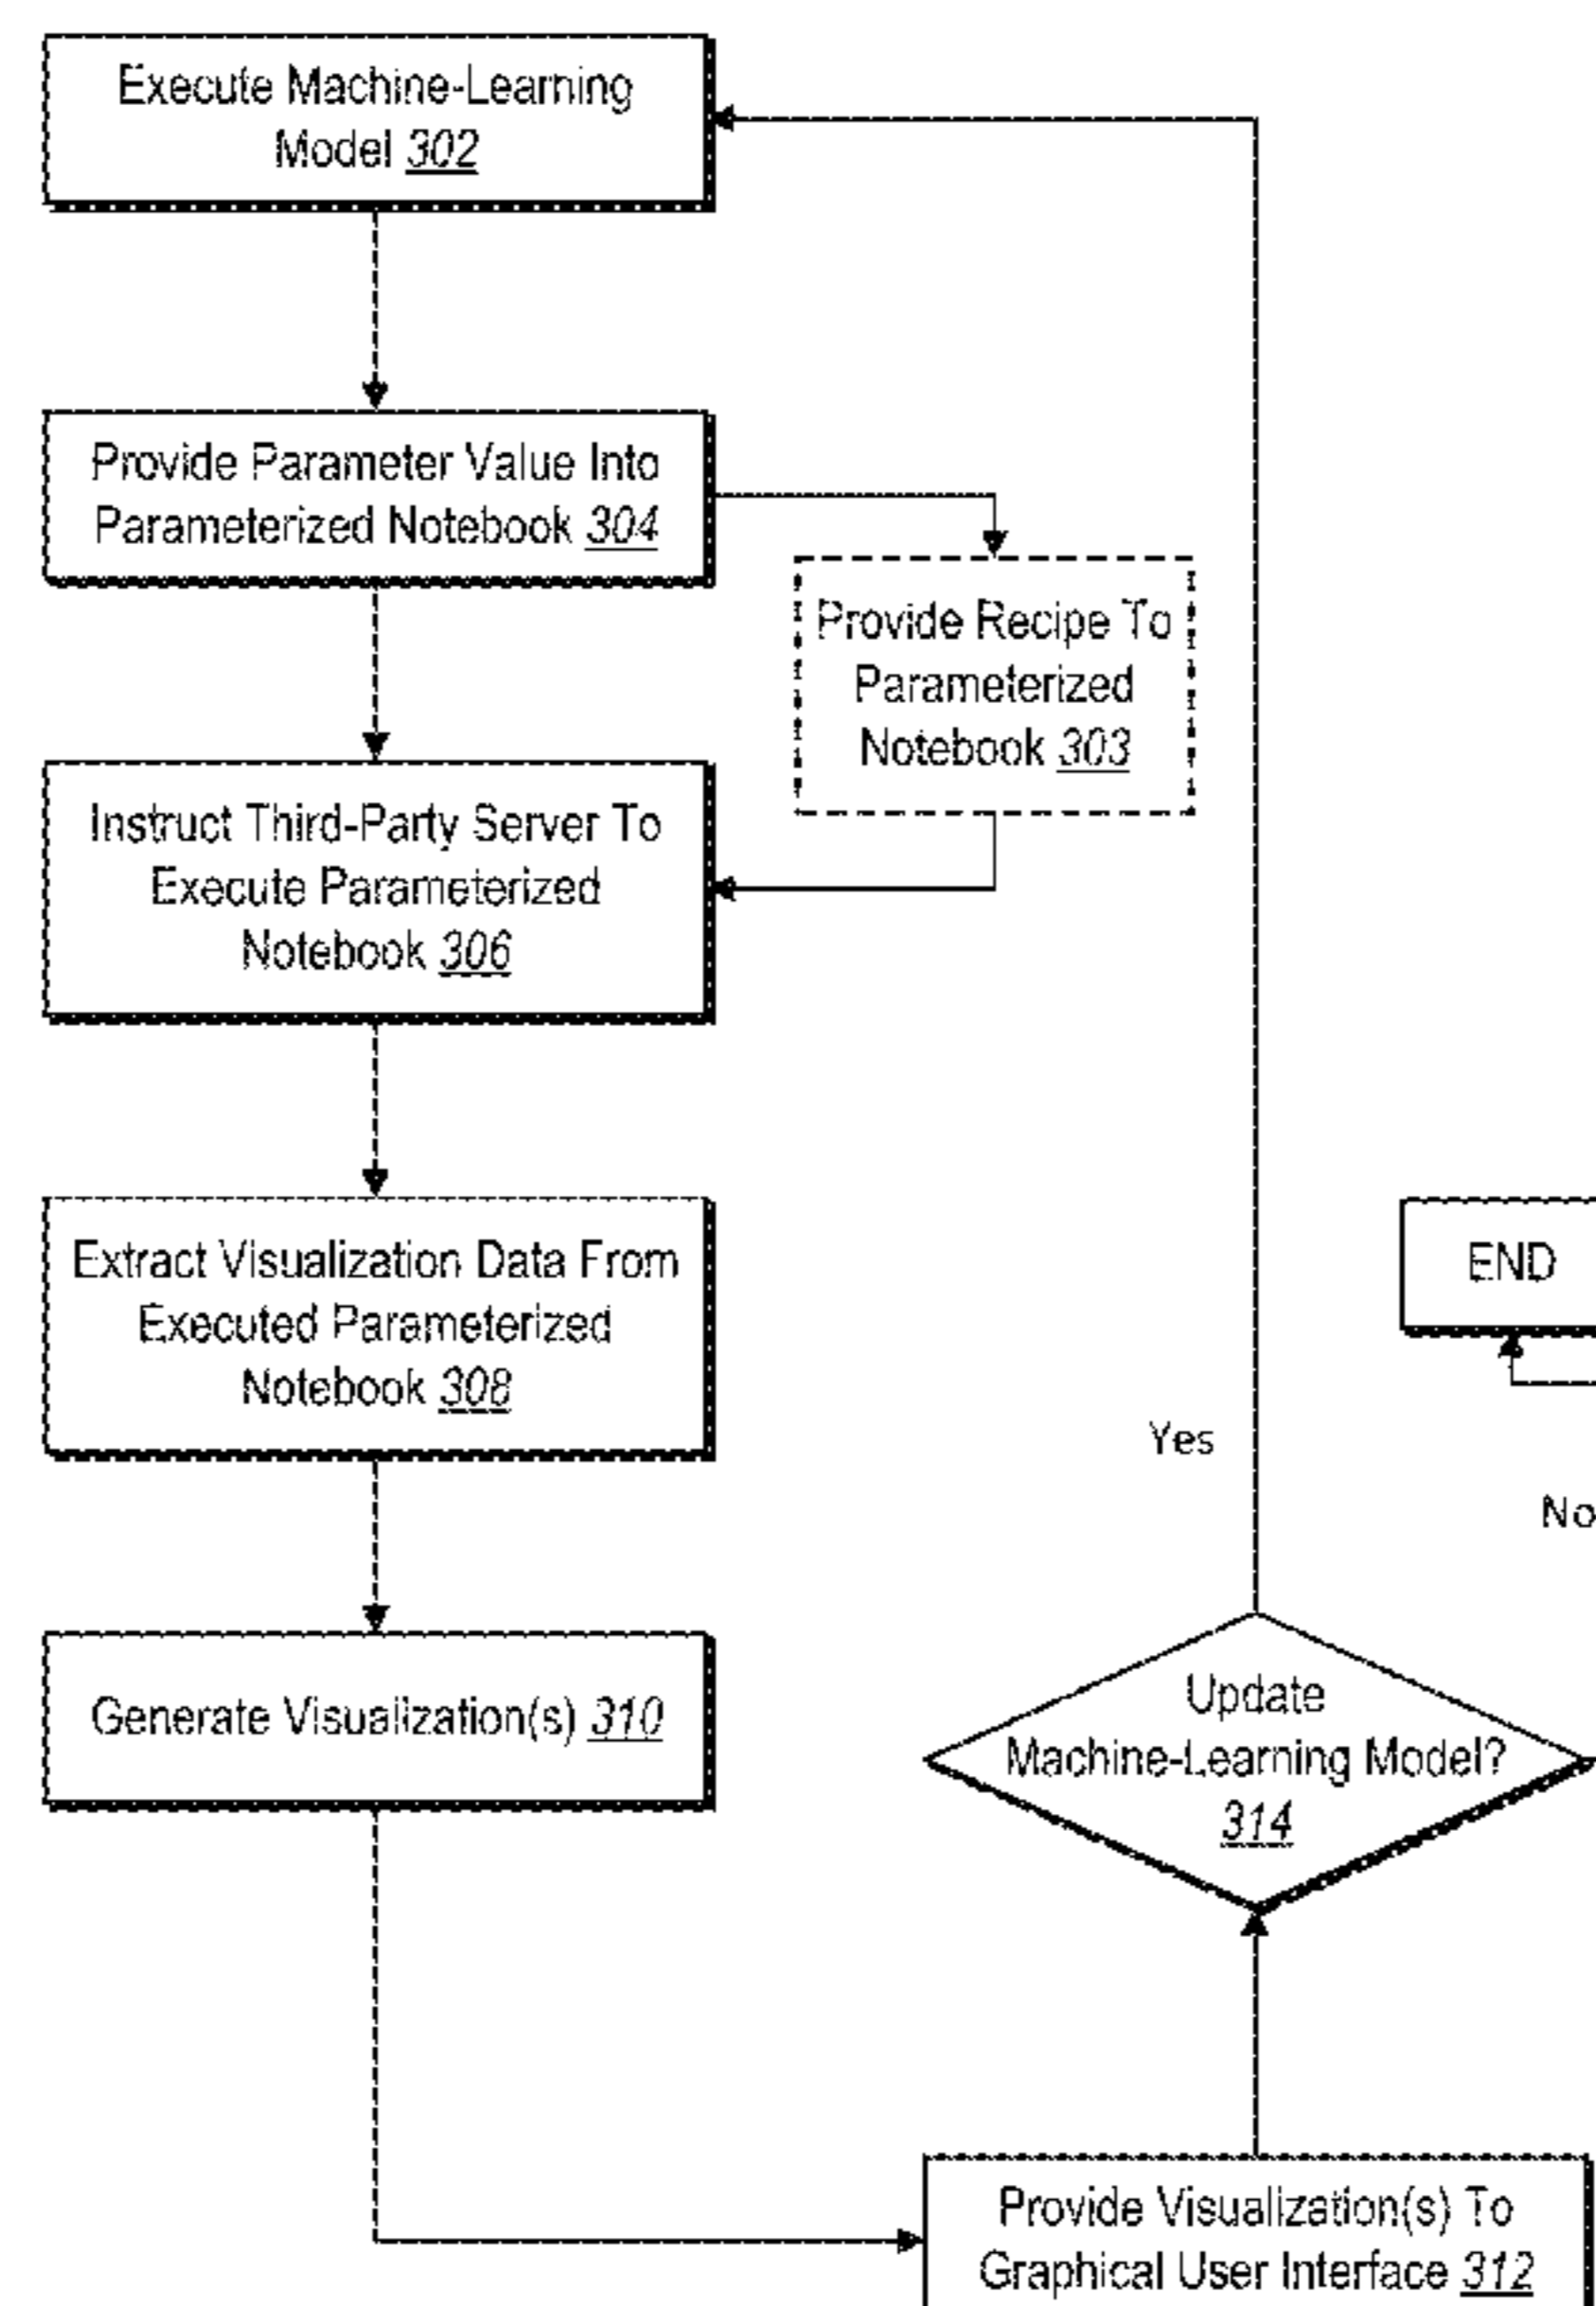 Execute Machine-Learning
Model 302
Provide Parameter Value Into
Parameterized Notebook 304
Provide Recipe To
Parameterized
Notebook 303
Instruct Third-Party Server To
Execute Parameterized
Notebook 306
Extract Visualization Data From
Executed Parameterized
Notebook 308
END
Yes
No
Generate Visualization(s) 310
Update
Machine-Learning Model?
314
Provide Visualization(s) To
Graphical User Interface 312